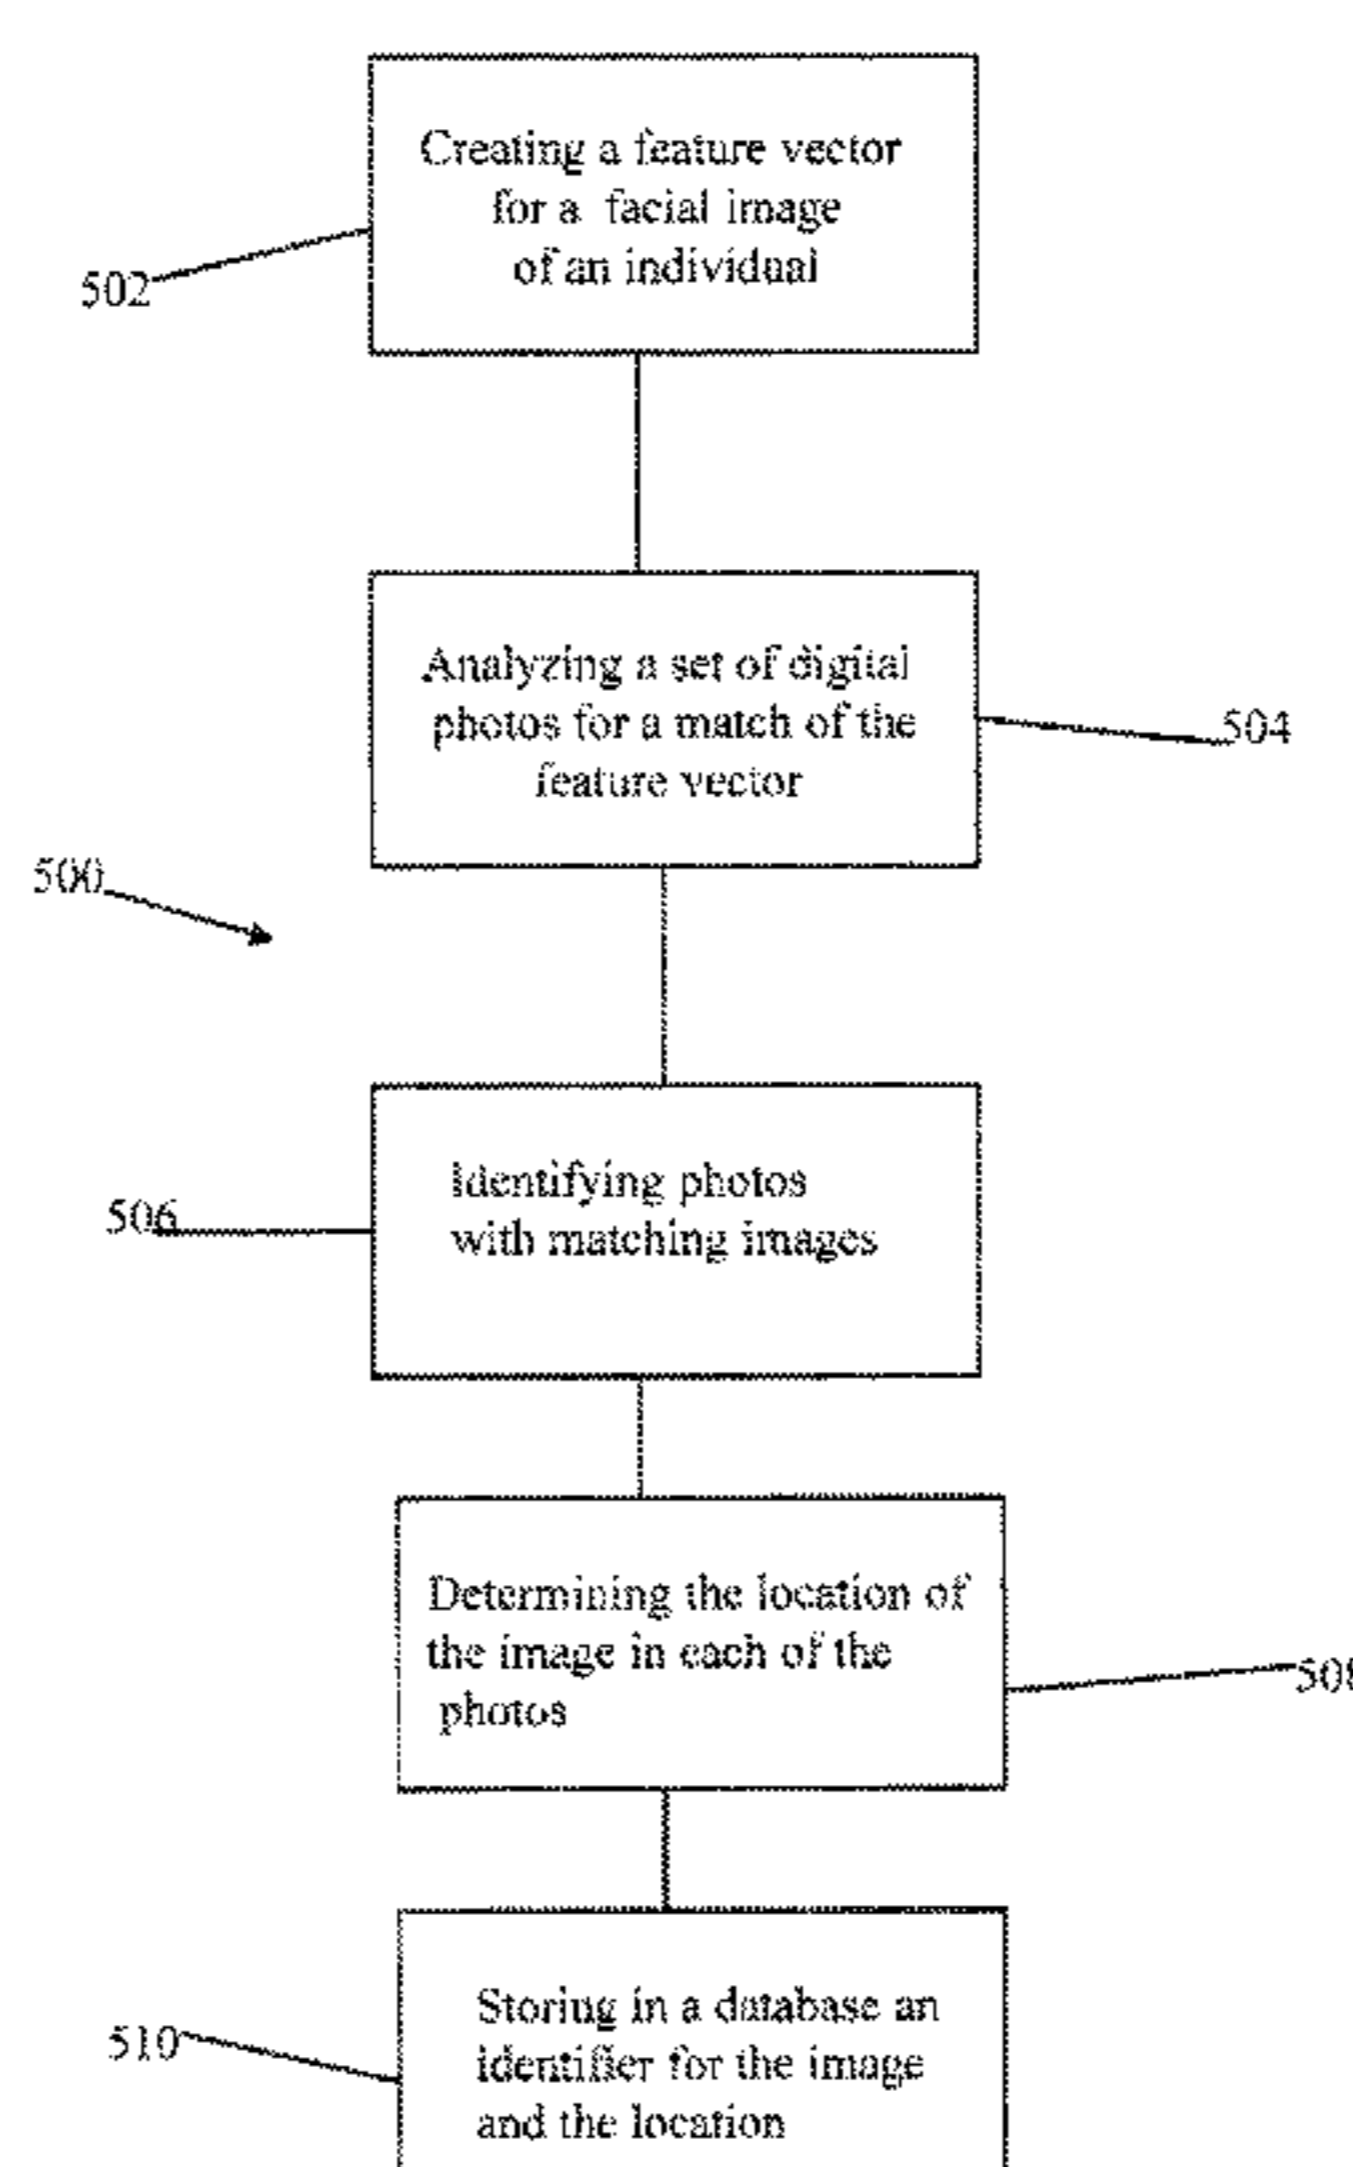 Creating a feature vector
for a facial image
of an individual
502
Analyzing a set of digital
photos for a match of the
feature vector
504
500
Identifying photos
with matching images
506
Determining the location of
the image in each of the
photos
508
Storing in a database an
identifier for the image
and the location
510